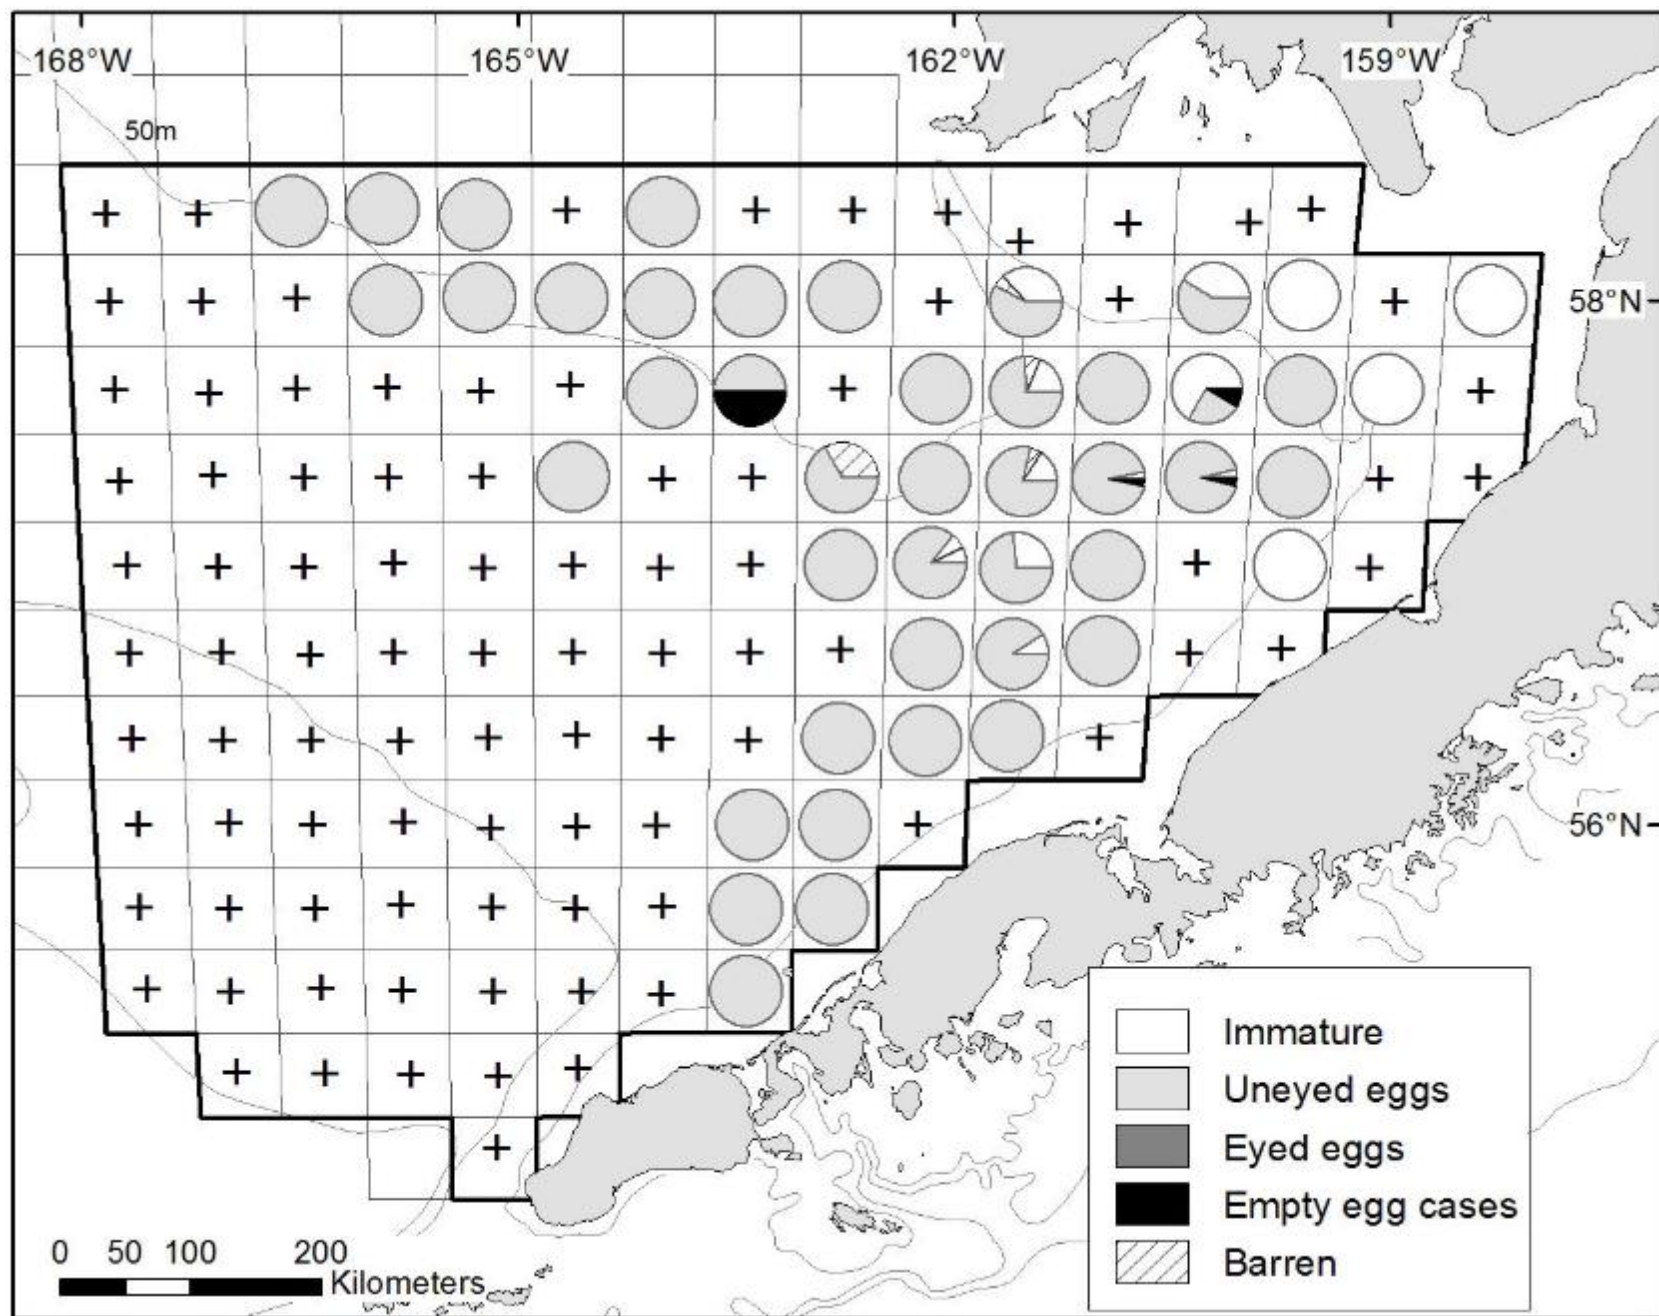 168°W 165°W 162°W 159°W
50m
58°N
56°N
Immature
Uneyed eggs
Eyed eggs
Empty egg cases
Barren
0 50 100 200
Kilometers